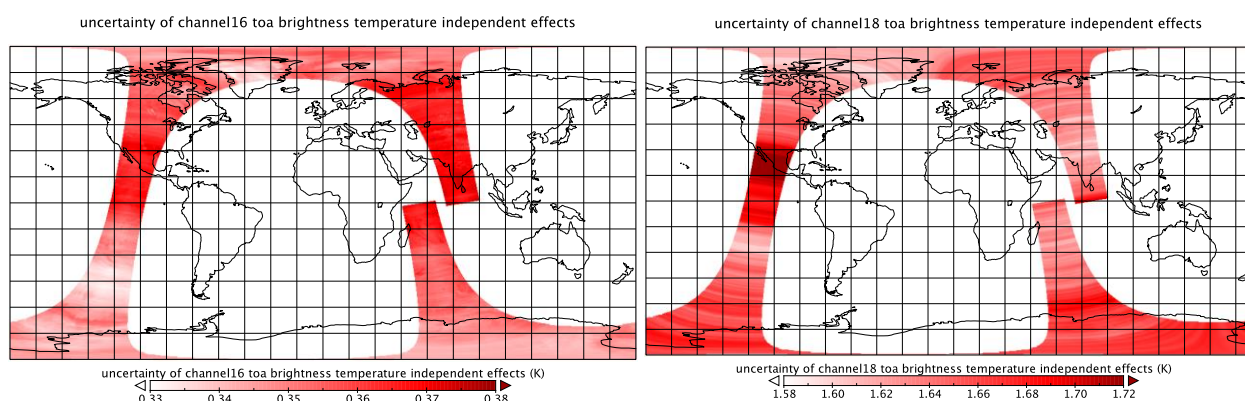 uncertainty of channel16 toa brightness temperature independent effects
uncertainty of channel18 toa brightness temperature independent effects
uncertainty of channel16 toa brightness temperature independent effects (K)
0.33 0.34 0.35 0.36 0.37 0.38
uncertainty of channel18 toa brightness temperature independent effects (K)
1.58 1.60 1.62 1.64 1.66 1.68 1.70 1.72